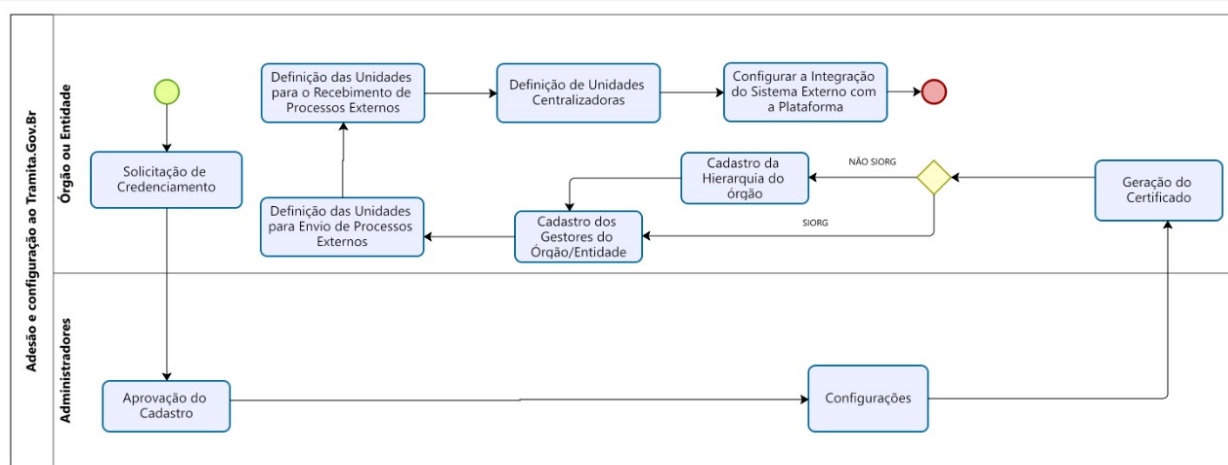 Adesão e configuração ao Tramita.Gov.Br
Órgão ou Entidade
Definição das Unidades
para o Recebimento de
Processos Externos
Definição de Unidades
Centralizadoras
Configurar a Integração
do Sistema Externo com
a Plataforma
Solicitação de
Credenciamento
Cadastro da
Hierarquia do
órgão
NÃO SIORG
Geração do
Certificado
Definição das Unidades
para Envio de Processos
Externos
Cadastro dos
Gestores do
Órgão/Entidade
SIORG
Administradores
Aprovação do
Cadastro
Configurações